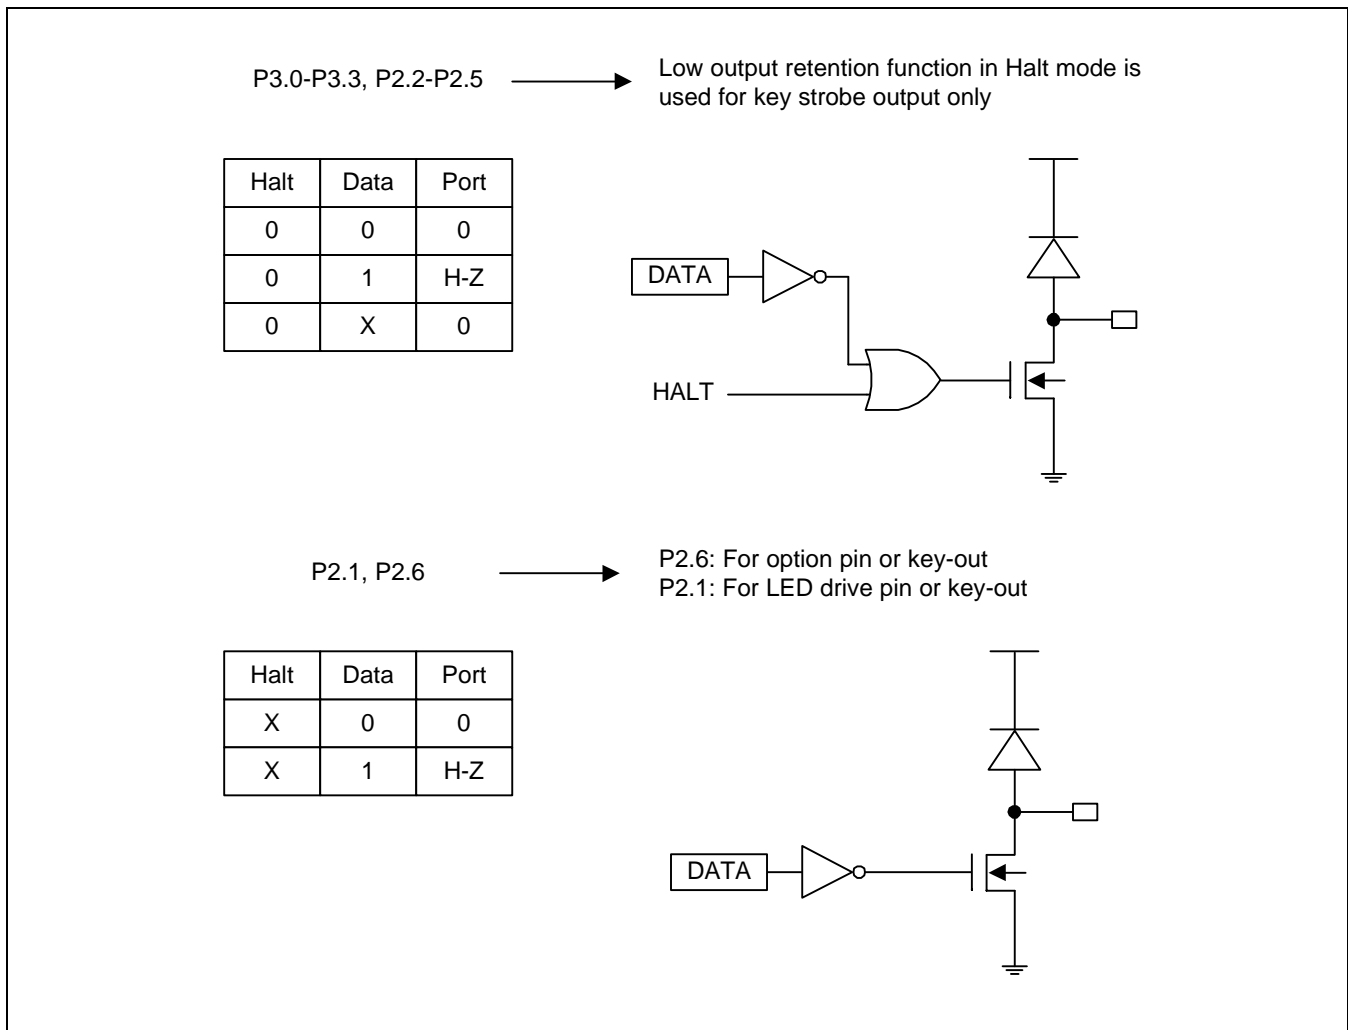 P3.0-P3.3, P2.2-P2.5
Low output retention function in Halt mode is
used for key strobe output only
Halt Data Port
0 0 0
0 1 H-Z
0 X 0
DATA
HALT
P2.1, P2.6
P2.6: For option pin or key-out
P2.1: For LED drive pin or key-out
Halt Data Port
X 0 0
X 1 H-Z
DATA